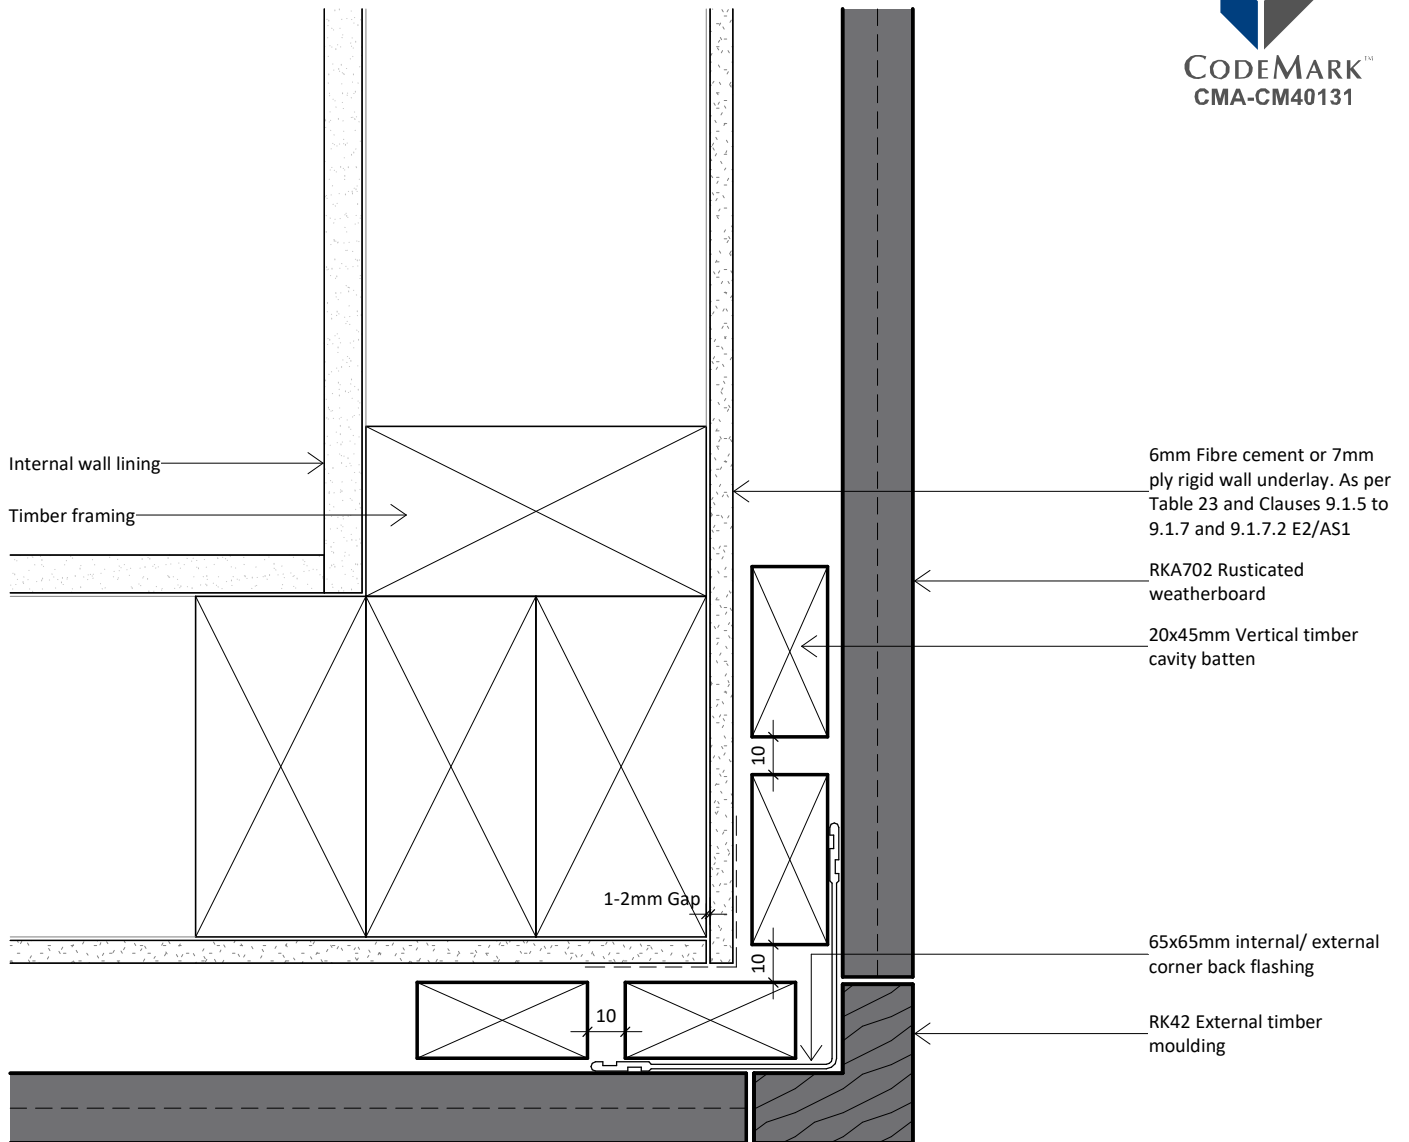 CODEMARK™
CMA-CM40131
Internal wall lining
Timber framing
6mm Fibre cement or 7mm
ply rigid wall underlay. As per
Table 23 and Clauses 9.1.5 to
9.1.7 and 9.1.7.2 E2/AS1
RKA702 Rusticated
weatherboard
20x45mm Vertical timber
cavity batten
10
1-2mm Gap
10
10
65x65mm internal/ external
corner back flashing
RK42 External timber
moulding